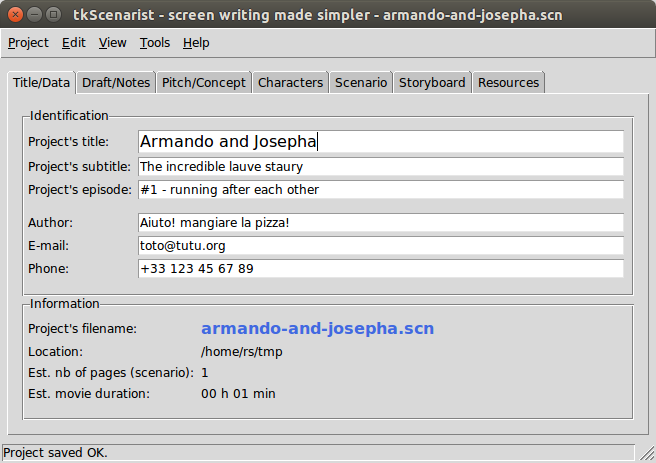 tkScenarist - screen writing made simpler - armando-and-josepha.scn
Project Edit View Tools Help
Title/Data Draft/Notes Pitch/Concept Characters Scenario Storyboard Resources
Identification
Project's title: Armando and Josepha
Project's subtitle: The incredible lauve staury
Project's episode: #1 - running after each other
Author: Aiuto! mangiare la pizza!
E-mail: toto@tutu.org
Phone: +33 123 45 67 89
Information
Project's filename: armando-and-josepha.scn
Location: /home/rs/tmp
Est. nb of pages (scenario): 1
Est. movie duration: 00 h 01 min
Project saved OK.